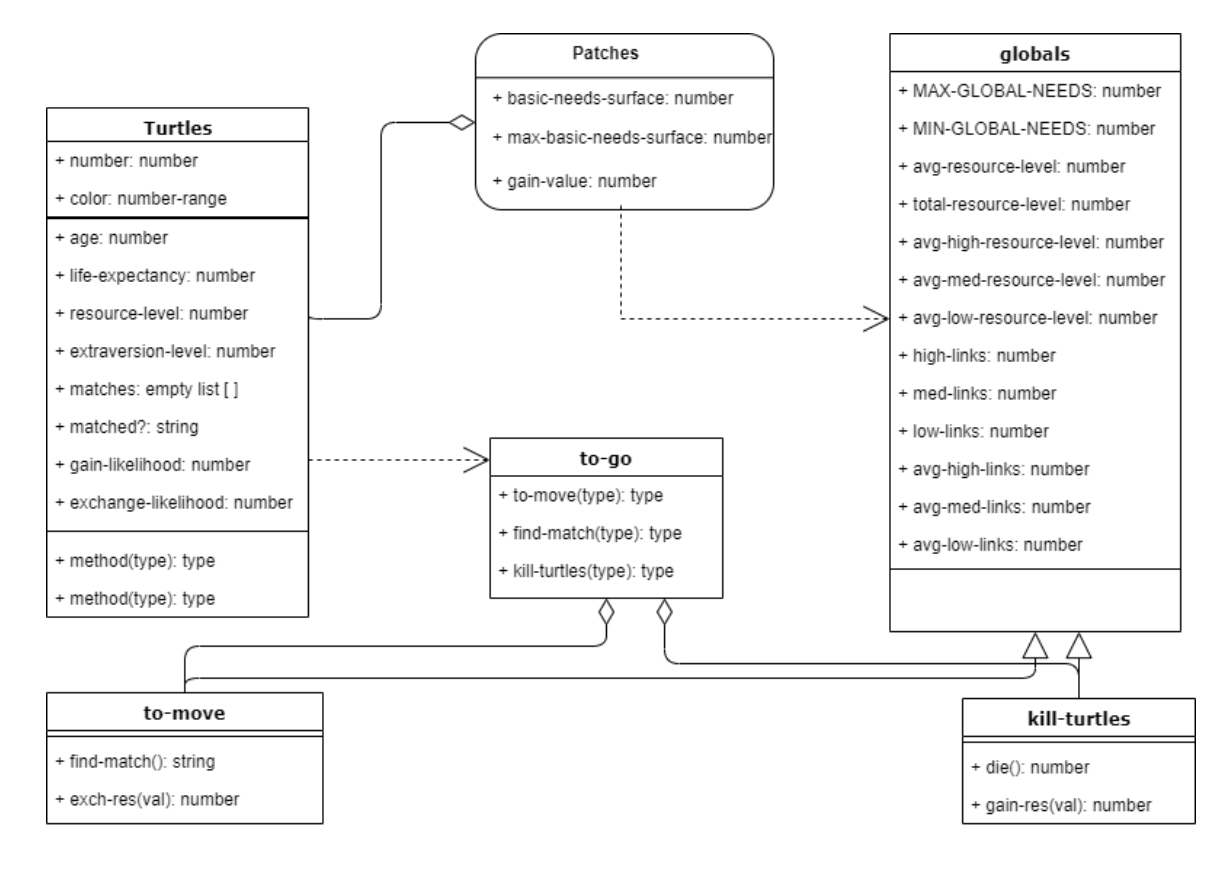 Patches
+ basic-needs-surface: number
+ max-basic-needs-surface: number
+ gain-value: number
globals
+ MAX-GLOBAL-NEEDS: number
+ MIN-GLOBAL-NEEDS: number
+ avg-resource-level: number
+ total-resource-level: number
+ avg-high-resource-level: number
+ avg-med-resource-level: number
+ avg-low-resource-level: number
+ high-links: number
+ med-links: number
+ low-links: number
+ avg-high-links: number
+ avg-med-links: number
+ avg-low-links: number
Turtles
+ number: number
+ color: number-range
+ age: number
+ life-expectancy: number
+ resource-level: number
+ extraversion-level: number
+ matches: empty list [ ]
+ matched?: string
+ gain-likelihood: number
+ exchange-likelihood: number
+ method(type): type
+ method(type): type
to-go
+ to-move(type): type
+ find-match(type): type
+ kill-turtles(type): type
to-move
+ find-match(): string
+ exch-res(val): number
kill-turtles
+ die(): number
+ gain-res(val): number